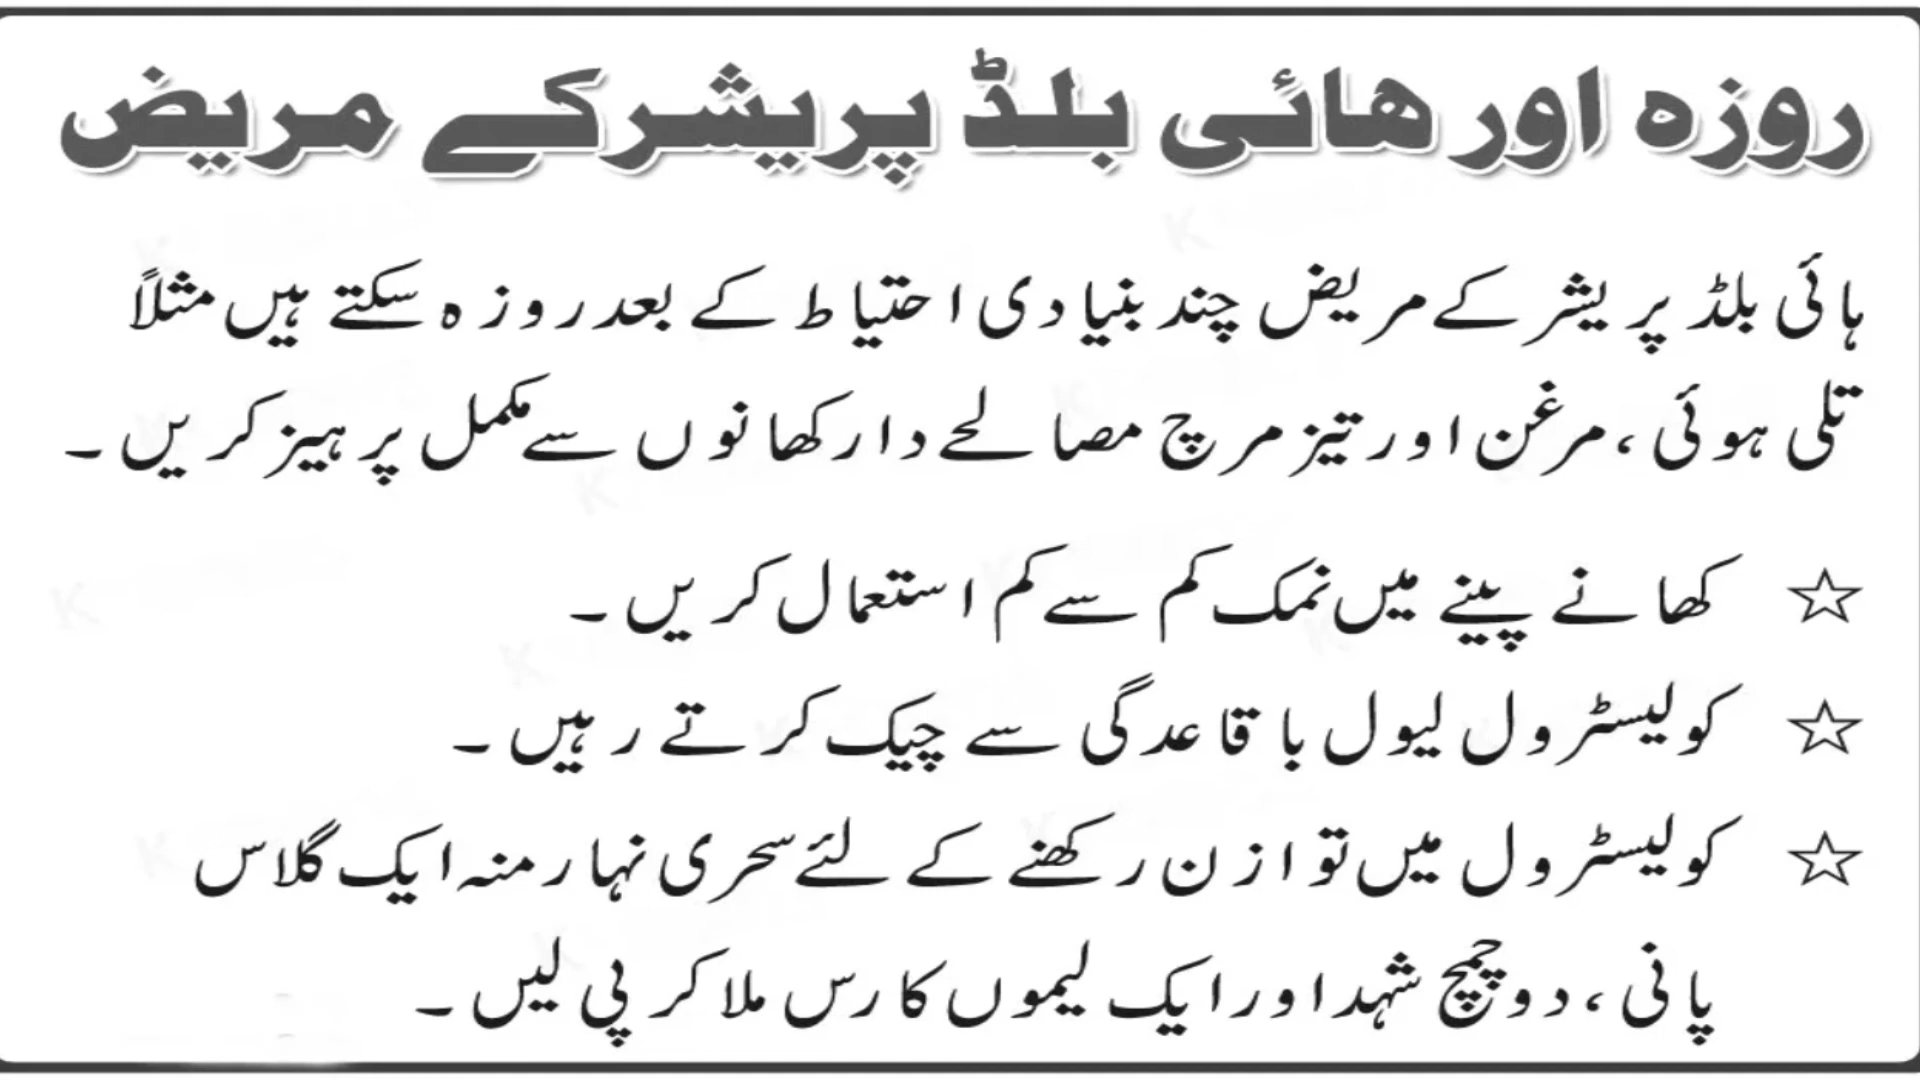 روزہ اور ھائی بلڈ پریشر کے مریض
ہائی بلڈ پریشر کے مریض چند بنیادی احتیاط کے بعد روزہ سکتے ہیں مثلاً
تلی ہوئی ، مرغن اور تیز مرچ مصالحے دار کھانوں سے مکمل پرہیز کریں ۔
☆ کھانے پینے میں نمک کم سے کم استعمال کریں ۔
☆ کولیسٹرول لیول باقاعدگی سے چیک کرتے رہیں ۔
☆ کولیسٹرول میں توازن رکھنے کے لئے سحری نہار منہ ایک گلاس
پانی ، دو چمچ شہد اور ایک لیموں کا رس ملا کر پی لیں ۔